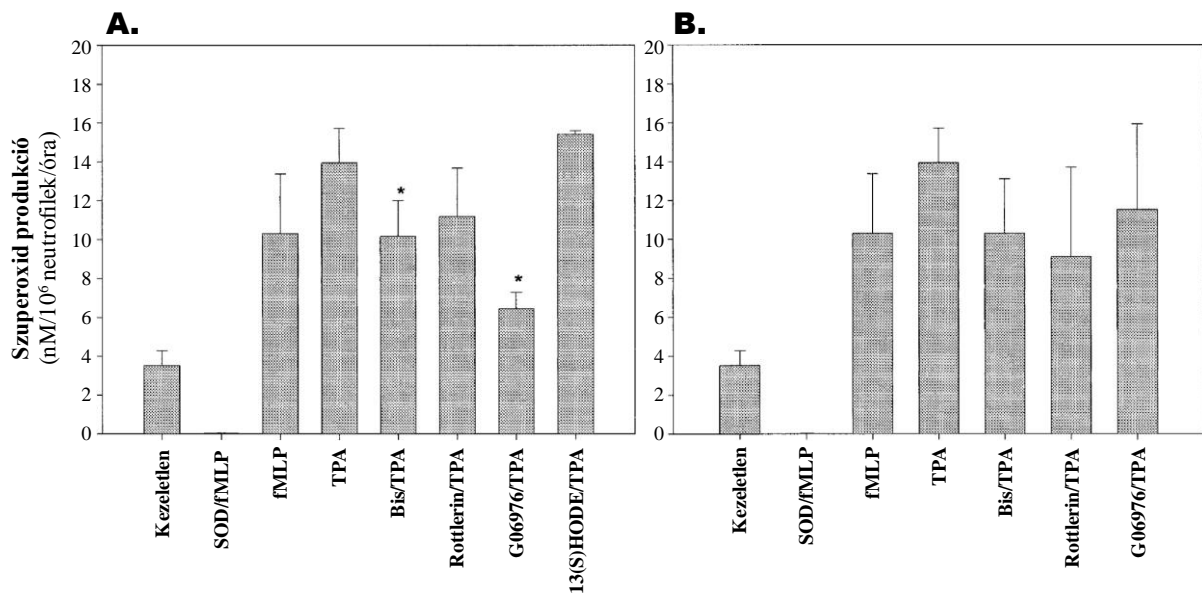 A.
B.
Szuperoxid produkció
(nM/10⁶ neutrofilek/óra)
20
18
16
14
12
10
8
6
4
2
0
Kezeletlen
SOD/fMLP
fMLP
TPA
Bis/TPA
Rottlerin/TPA
G06976/TPA
13(S)HODE/TPA
*
*
20
18
16
14
12
10
8
6
4
2
0
Kezeletlen
SOD/fMLP
fMLP
TPA
Bis/TPA
Rottlerin/TPA
G06976/TPA